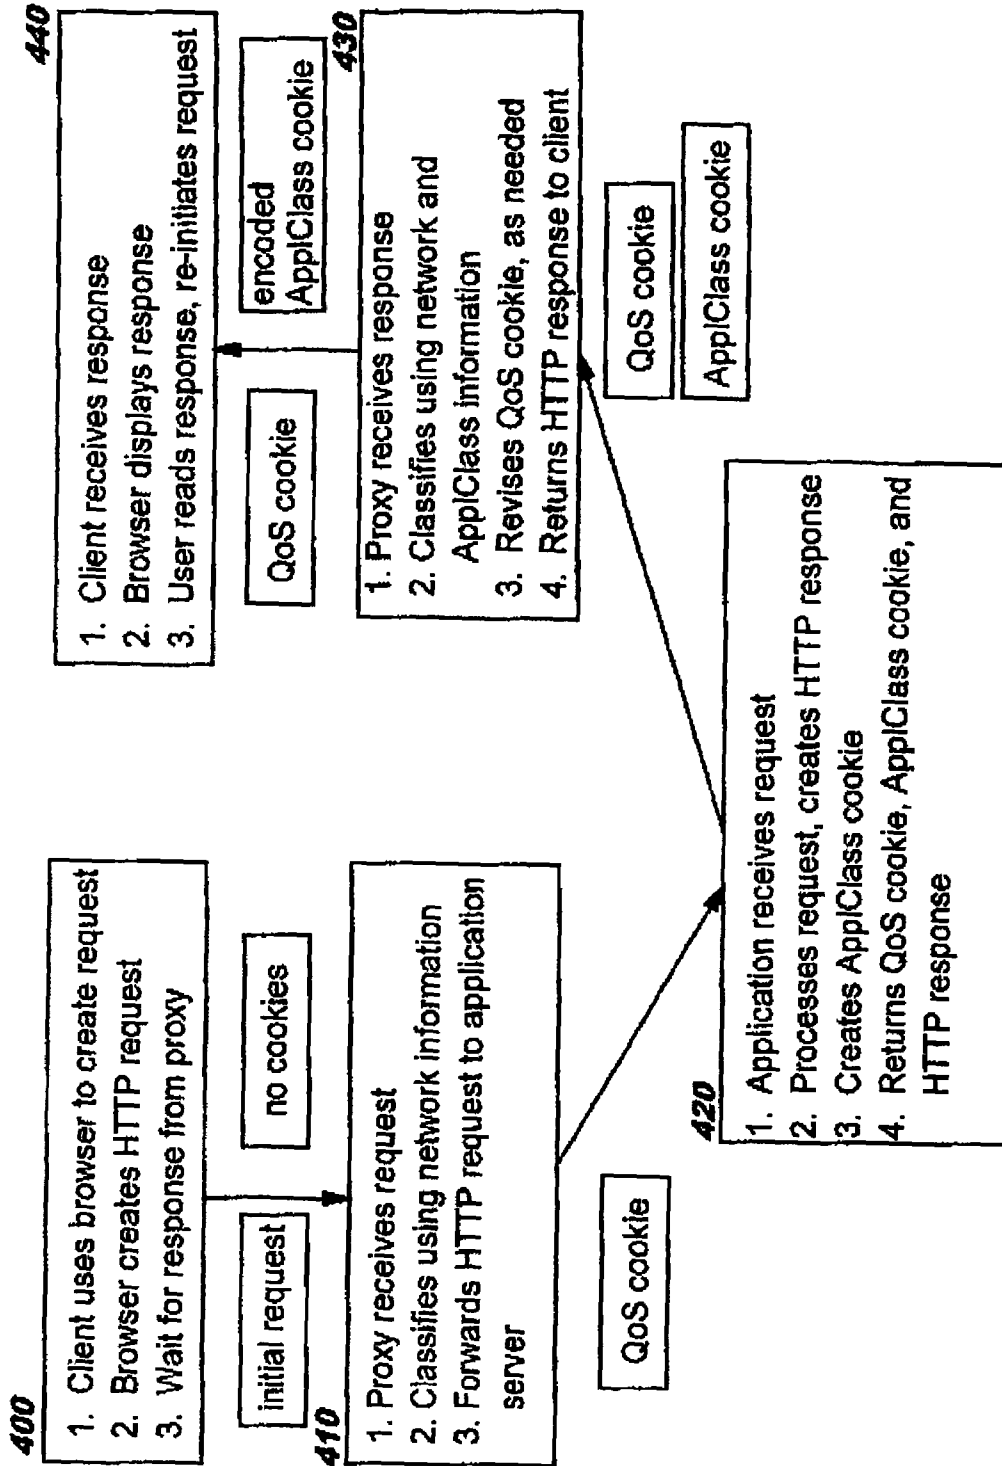 400
1. Client uses browser to create request
2. Browser creates HTTP request
3. Wait for response from proxy
initial request
no cookies
410
1. Proxy receives request
2. Classifies using network information
3. Forwards HTTP request to application
server
QoS cookie
420
1. Application receives request
2. Processes request, creates HTTP response
3. Creates ApplClass cookie
4. Returns QoS cookie, ApplClass cookie, and
HTTP response
QoS cookie
ApplClass cookie
430
1. Proxy receives response
2. Classifies using network and
ApplClass information
3. Revises QoS cookie, as needed
4. Returns HTTP response to client
QoS cookie
encoded
ApplClass cookie
440
1. Client receives response
2. Browser displays response
3. User reads response, re-initiates request